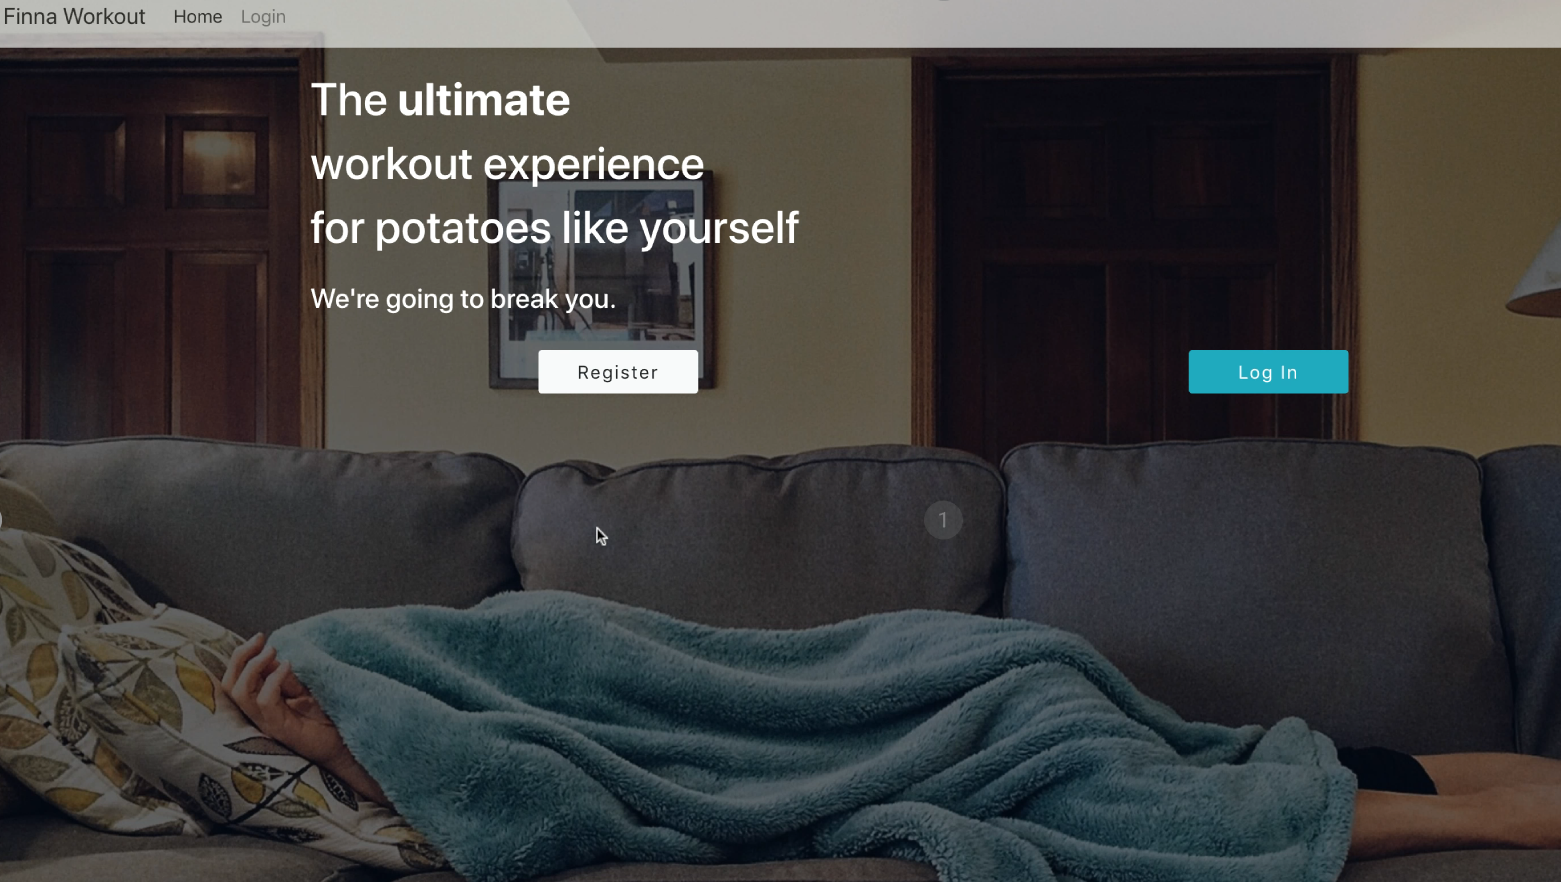 Finna Workout Home Login
The ultimate
workout experience
for potatoes like yourself
We're going to break you.
Register Log In
1